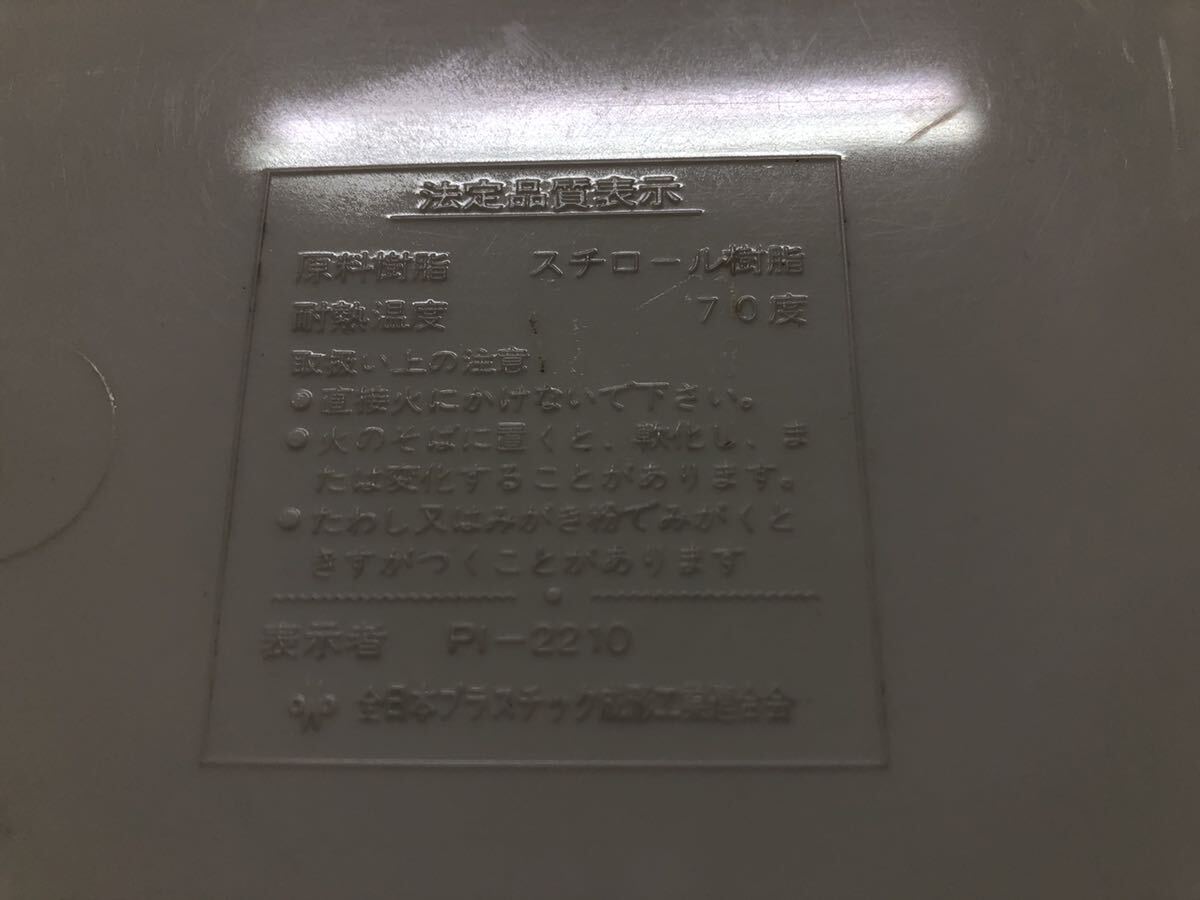 法定品質表示
原料樹脂 スチロール樹脂
耐熱温度 70度
取扱い上の注意
●直接火にかけないで下さい。
●火のそばに置くと、軟化し、ま
たは変化することがあります。
●たわし又はみがき粉でみがくと
きずがつくことがあります
表示者 PI-2210
全日本プラスチック成形工業連合会